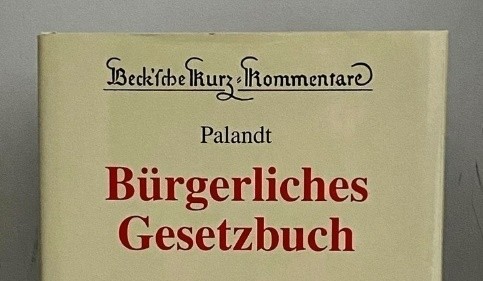 Beck'sche Kurz-Kommentare
Palandt
Bürgerliches
Gesetzbuch